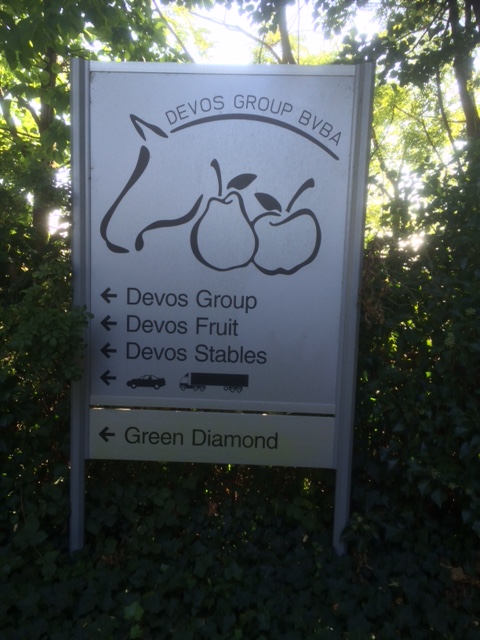 DEVOS GROUP BVBA
← Devos Group
← Devos Fruit
← Devos Stables
←
← Green Diamond